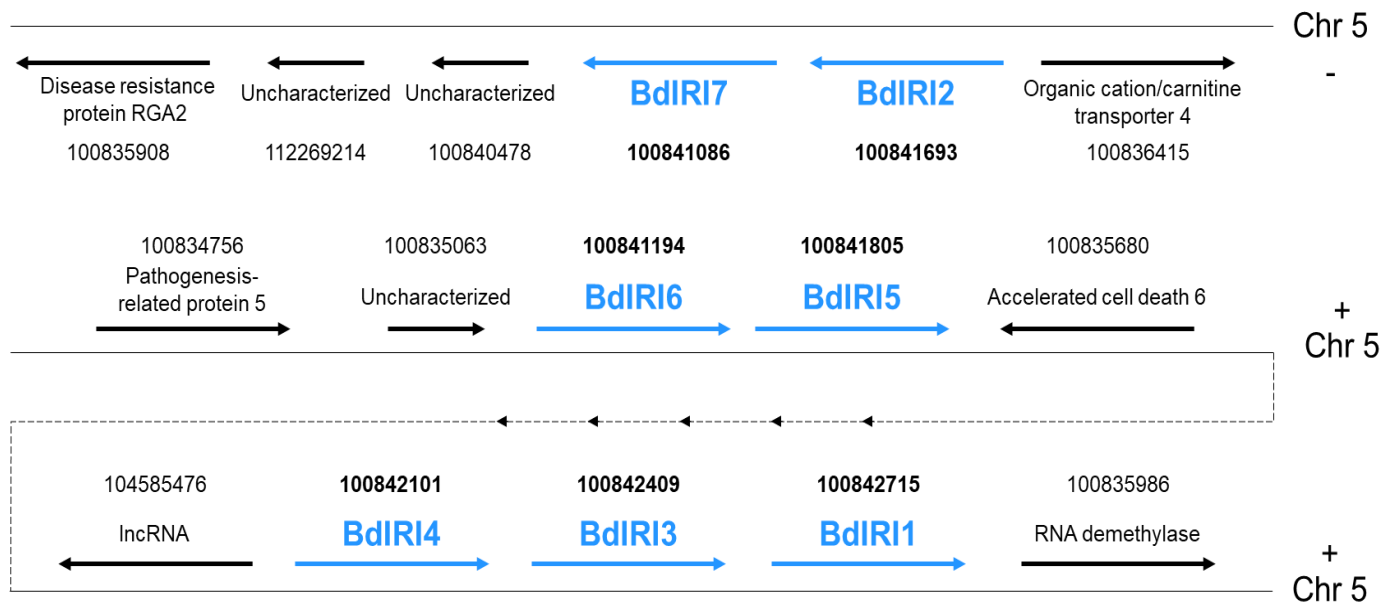 Chr 5
-
Disease resistance
protein RGA2
Uncharacterized
Uncharacterized
BdIRI7
BdIRI2
Organic cation/carnitine
transporter 4
100835908
112269214
100840478
100841086
100841693
100836415
100834756
100835063
100841194
100841805
100835680
Pathogenesis-
related protein 5
Uncharacterized
BdIRI6
BdIRI5
Accelerated cell death 6
+
Chr 5
104585476
100842101
100842409
100842715
100835986
lncRNA
BdIRI4
BdIRI3
BdIRI1
RNA demethylase
+
Chr 5